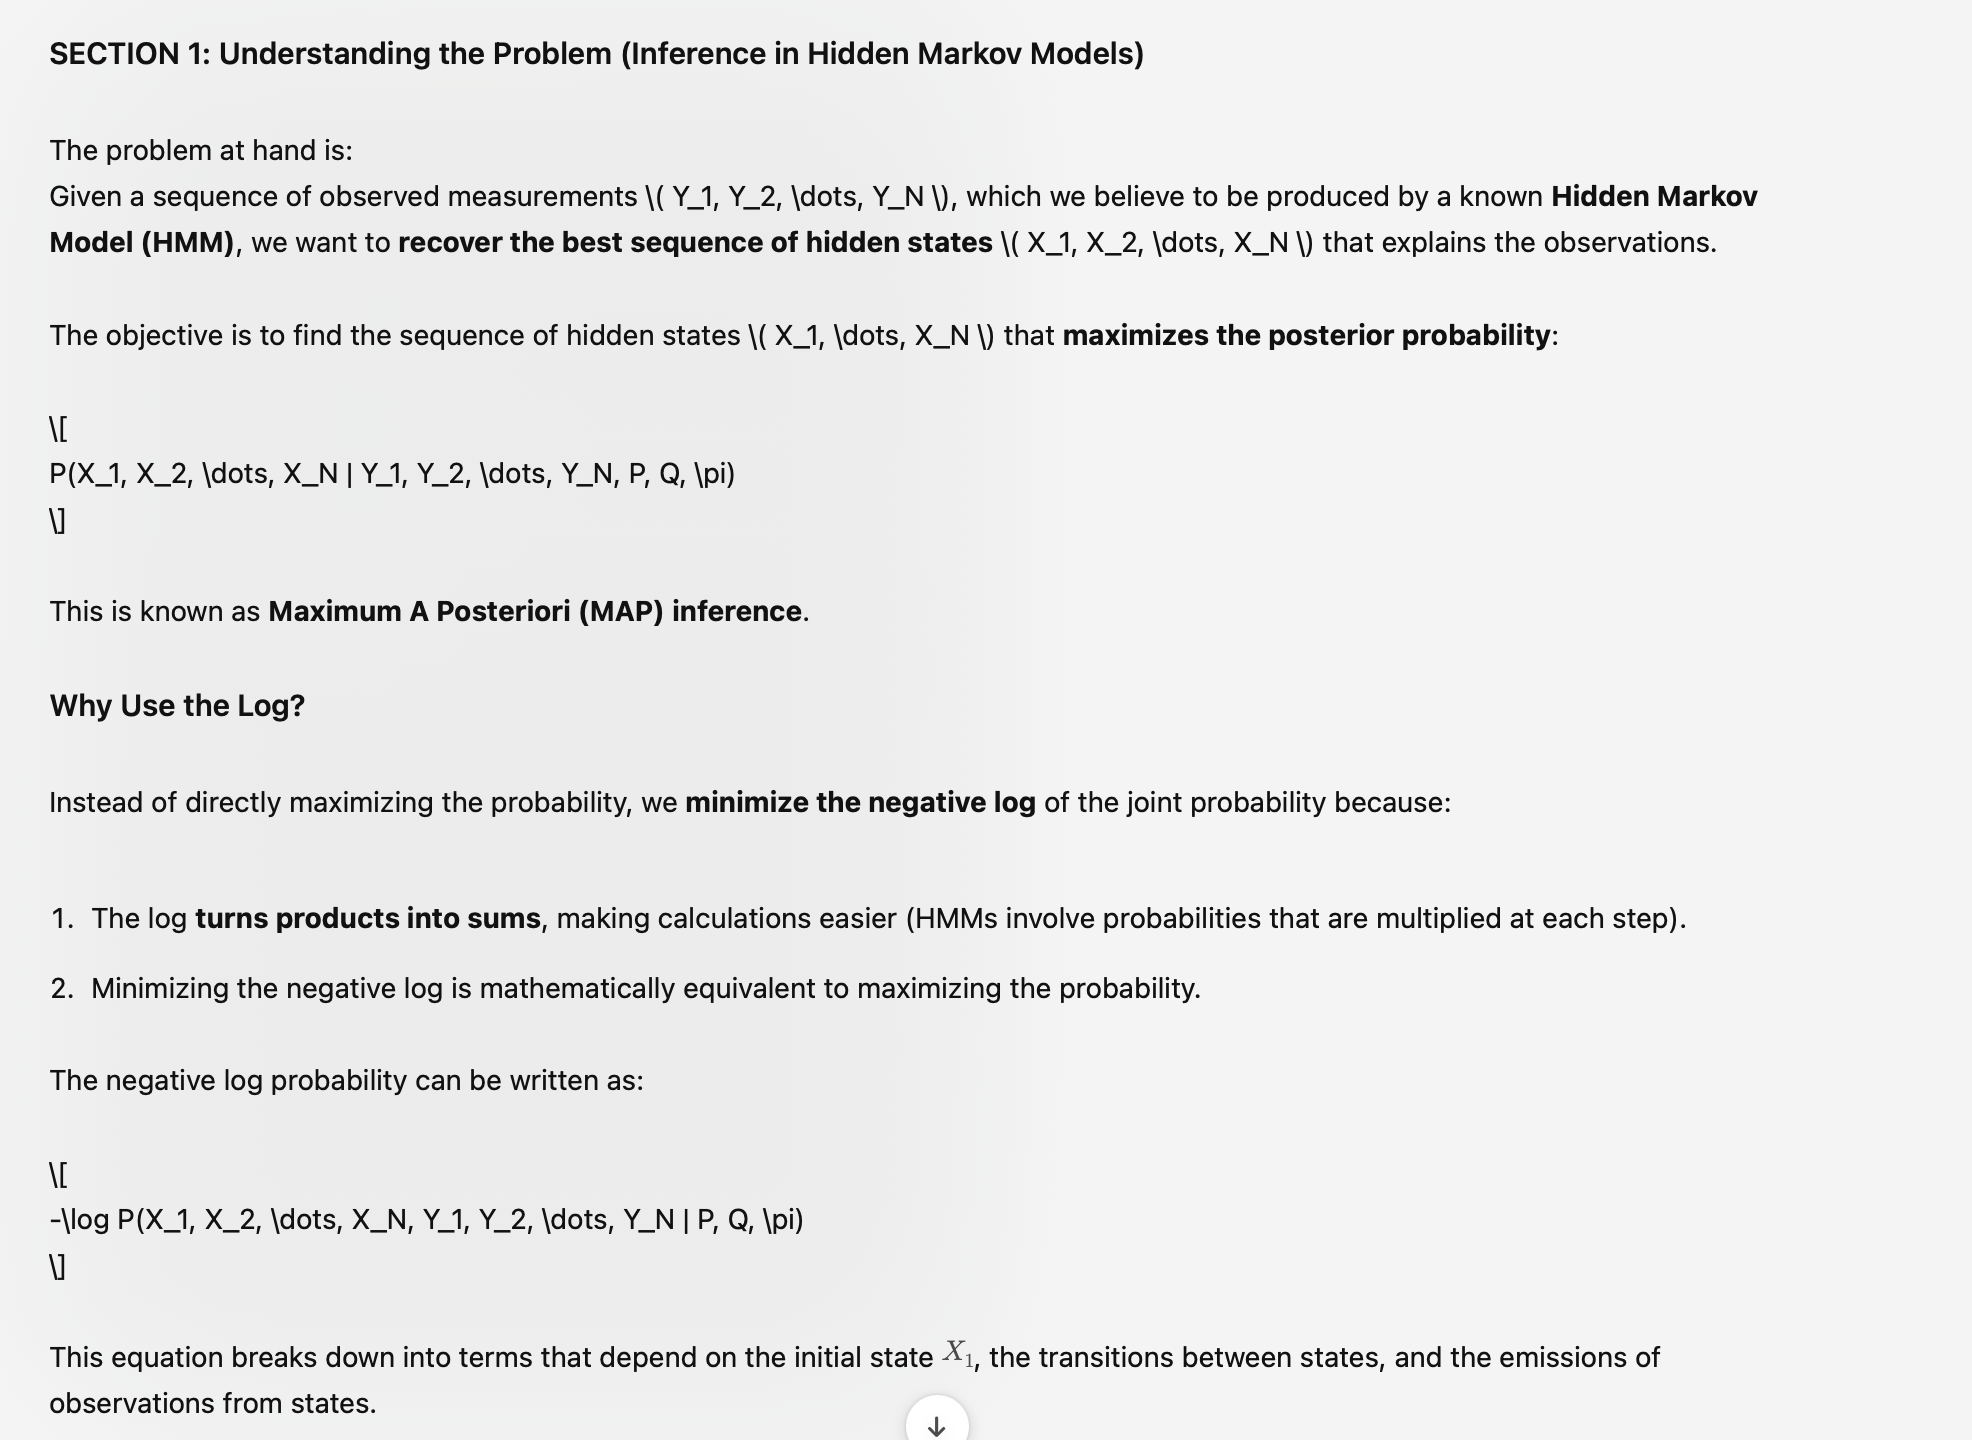 SECTION 1: Understanding the Problem (Inference in Hidden Markov Models)
The problem at hand is:
Given a sequence of observed measurements \( Y_1, Y_2, \dots, Y_N \), which we believe to be produced by a known Hidden Markov
Model (HMM), we want to recover the best sequence of hidden states \( X_1, X_2, \dots, X_N \) that explains the observations.
The objective is to find the sequence of hidden states \( X_1, \dots, X_N \) that maximizes the posterior probability:
\[
P(X_1, X_2, \dots, X_N | Y_1, Y_2, \dots, Y_N, P, Q, \pi)
\]
This is known as Maximum A Posteriori (MAP) inference.
Why Use the Log?
Instead of directly maximizing the probability, we minimize the negative log of the joint probability because:
1. The log turns products into sums, making calculations easier (HMMs involve probabilities that are multiplied at each step).
2. Minimizing the negative log is mathematically equivalent to maximizing the probability.
The negative log probability can be written as:
\[
-\log P(X_1, X_2, \dots, X_N, Y_1, Y_2, \dots, Y_N | P, Q, \pi)
\]
This equation breaks down into terms that depend on the initial state X₁, the transitions between states, and the emissions of
observations from states.